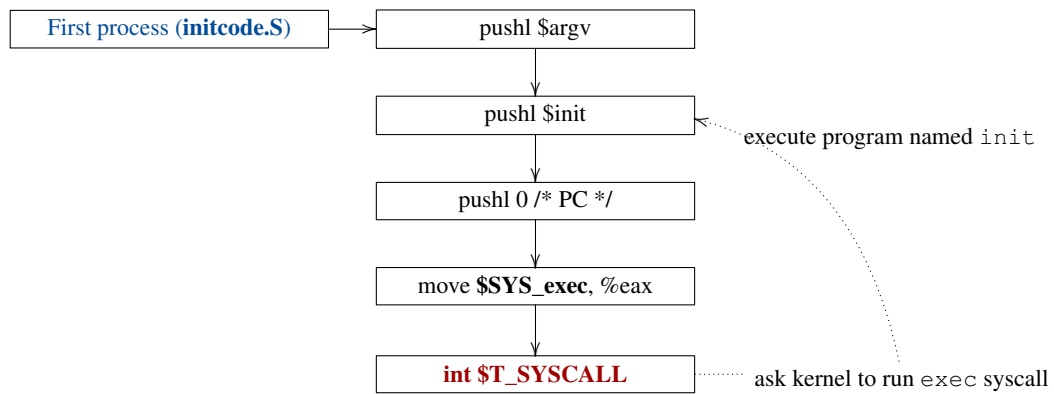 First process (initcode.S)
pushl $argv
pushl $init
execute program named init
pushl 0 /* PC */
move $SYS_exec, %eax
int $T_SYSCALL
ask kernel to run exec syscall